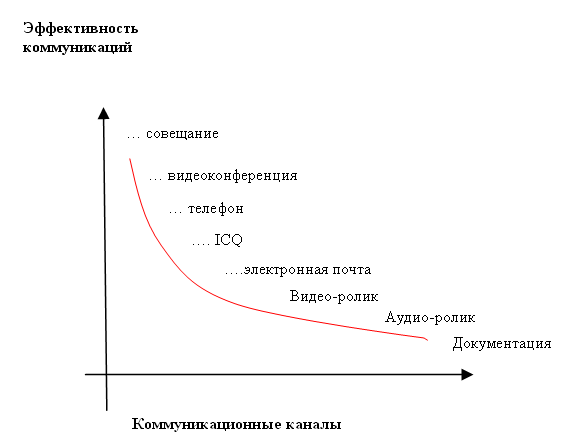 Эффективность
коммуникаций
… совещание
… видеоконференция
… телефон
…. ICQ
….электронная почта
Видео-ролик
Аудио-ролик
Документация
Коммуникационные каналы